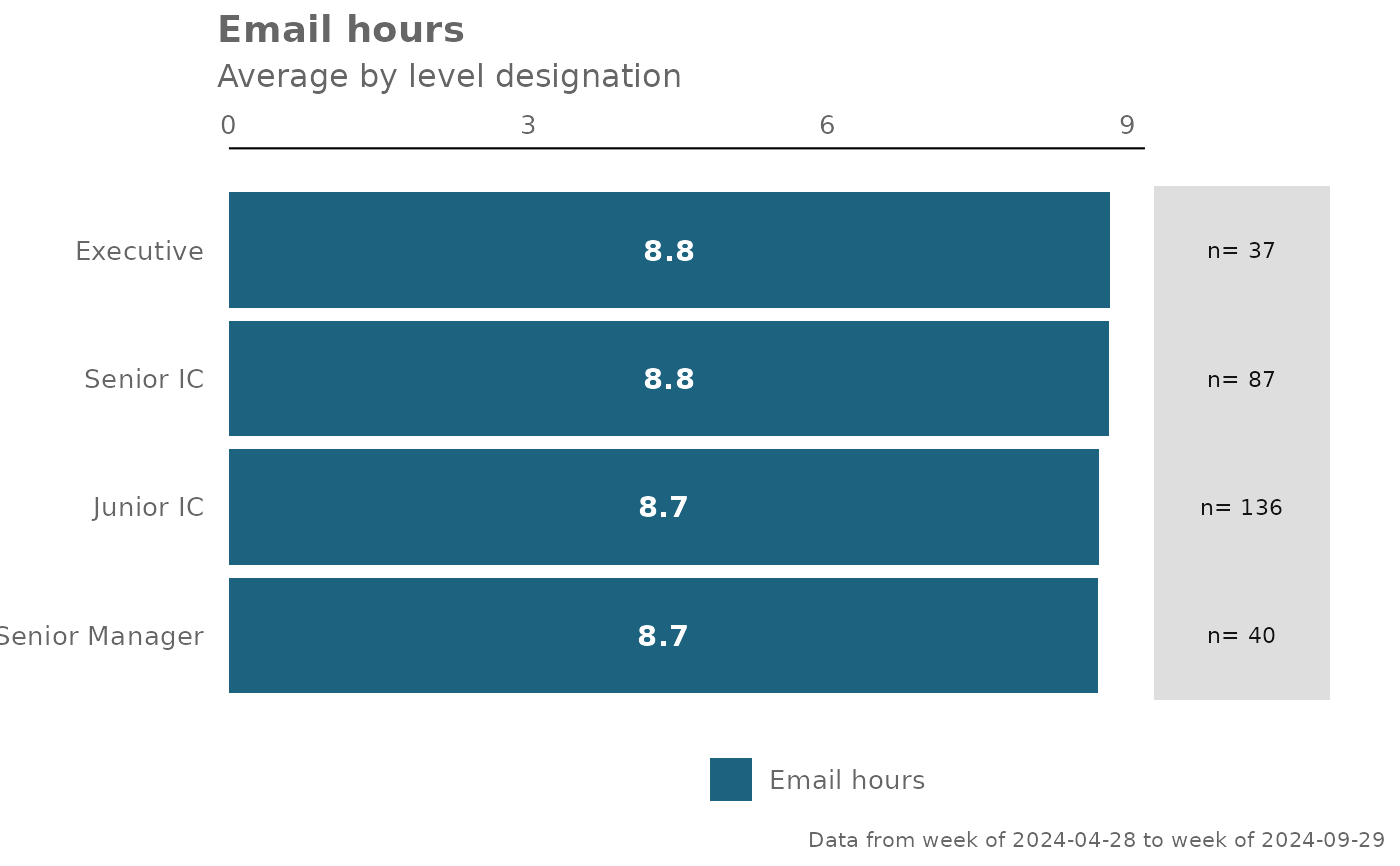 Email hours
Average by level designation
0 3 6 9
Executive 8.8 n= 37
Senior IC 8.8 n= 87
Junior IC 8.7 n= 136
Senior Manager 8.7 n= 40
Email hours
Data from week of 2024-04-28 to week of 2024-09-29